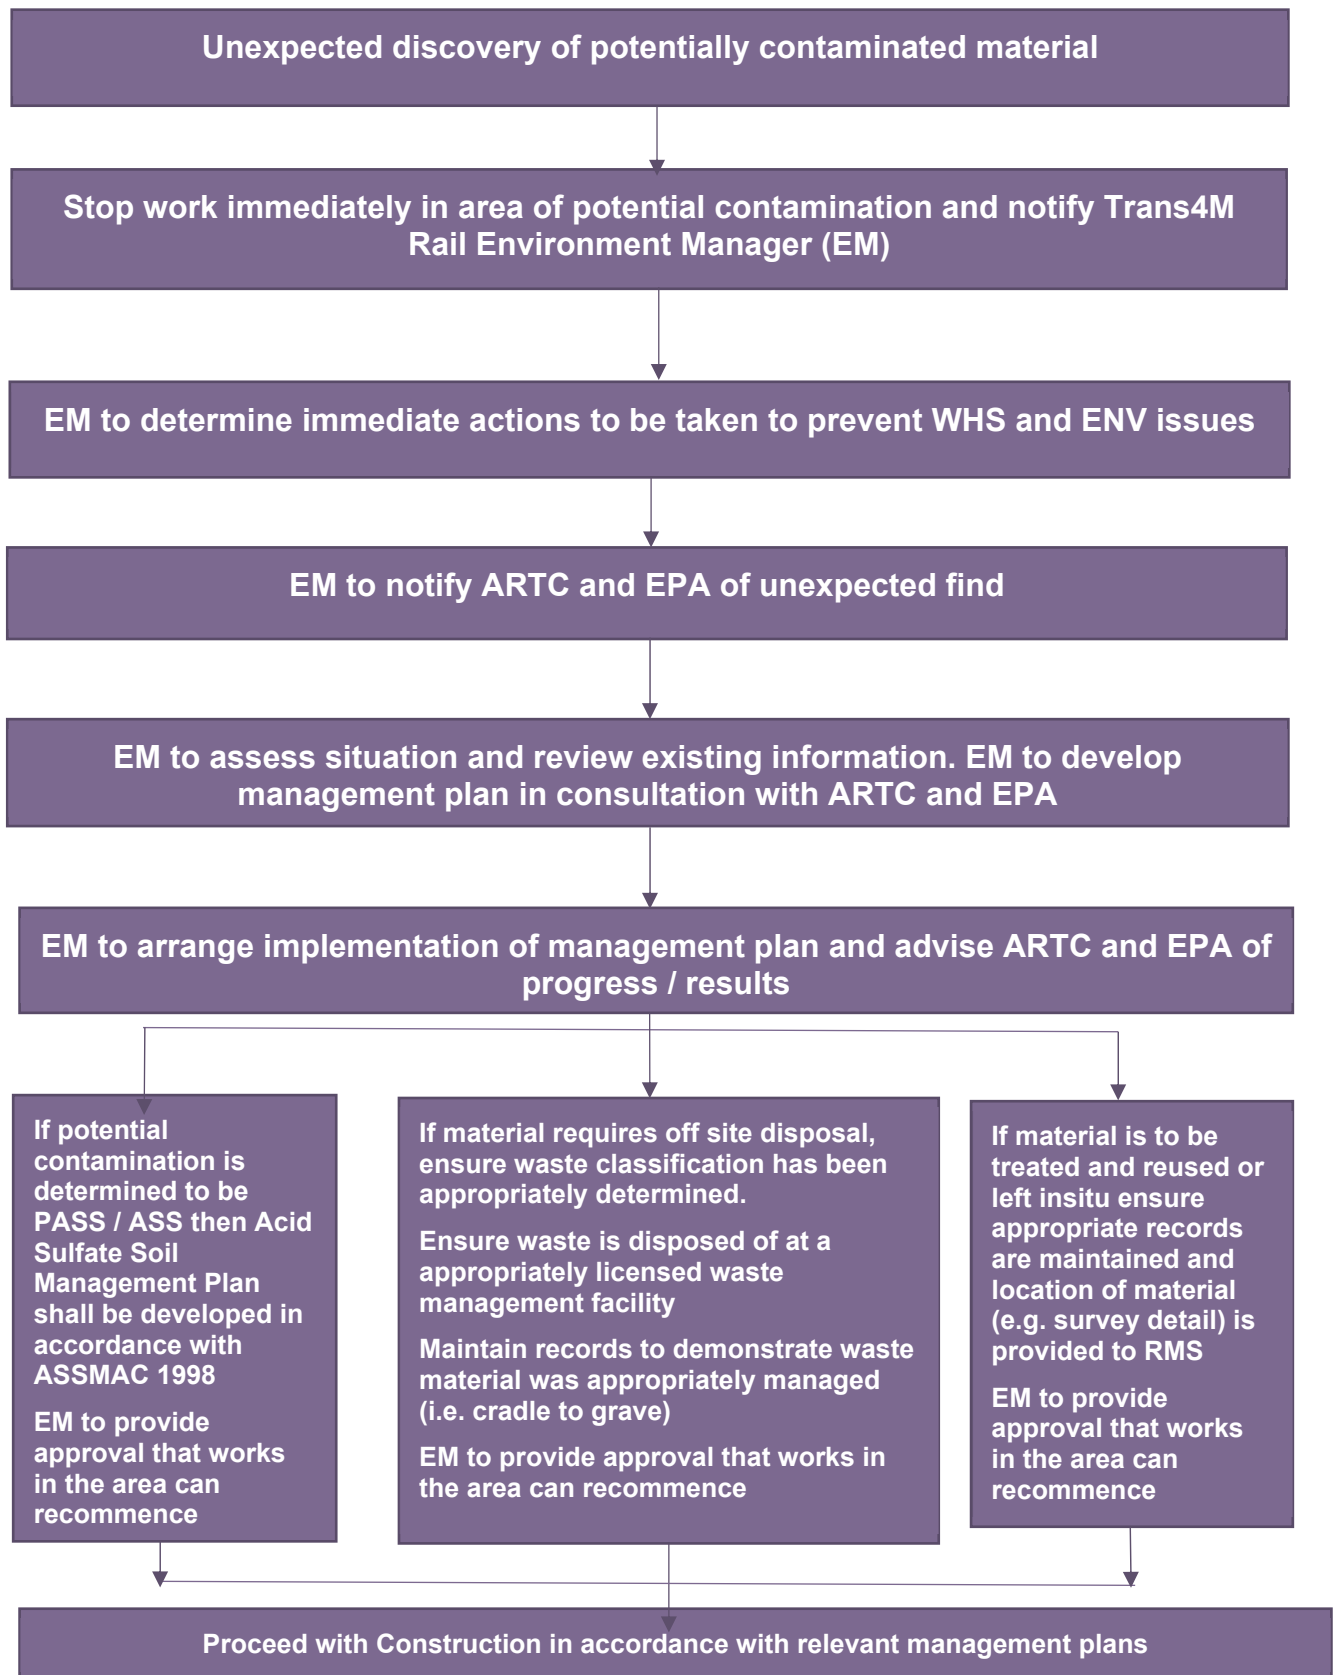 Unexpected discovery of potentially contaminated material
Stop work immediately in area of potential contamination and notify Trans4M
Rail Environment Manager (EM)
EM to determine immediate actions to be taken to prevent WHS and ENV issues
EM to notify ARTC and EPA of unexpected find
EM to assess situation and review existing information. EM to develop
management plan in consultation with ARTC and EPA
EM to arrange implementation of management plan and advise ARTC and EPA of
progress / results
If potential
contamination is
determined to be
PASS / ASS then Acid
Sulfate Soil
Management Plan
shall be developed in
accordance with
ASSMAC 1998
EM to provide
approval that works
in the area can
recommence
If material requires off site disposal,
ensure waste classification has been
appropriately determined.
Ensure waste is disposed of at a
appropriately licensed waste
management facility
Maintain records to demonstrate waste
material was appropriately managed
(i.e. cradle to grave)
EM to provide approval that works in
the area can recommence
If material is to be
treated and reused or
left insitu ensure
appropriate records
are maintained and
location of material
(e.g. survey detail) is
provided to RMS
EM to provide
approval that works
in the area can
recommence
Proceed with Construction in accordance with relevant management plans